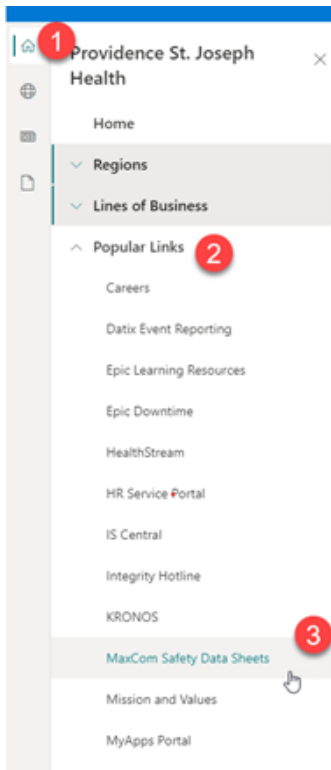 1
Providence St. Joseph
Health
Home
Regions
Lines of Business
Popular Links
2
Careers
Datix Event Reporting
Epic Learning Resources
Epic Downtime
HealthStream
HR Service Portal
IS Central
Integrity Hotline
KRONOS
3
MaxCom Safety Data Sheets
Mission and Values
MyApps Portal